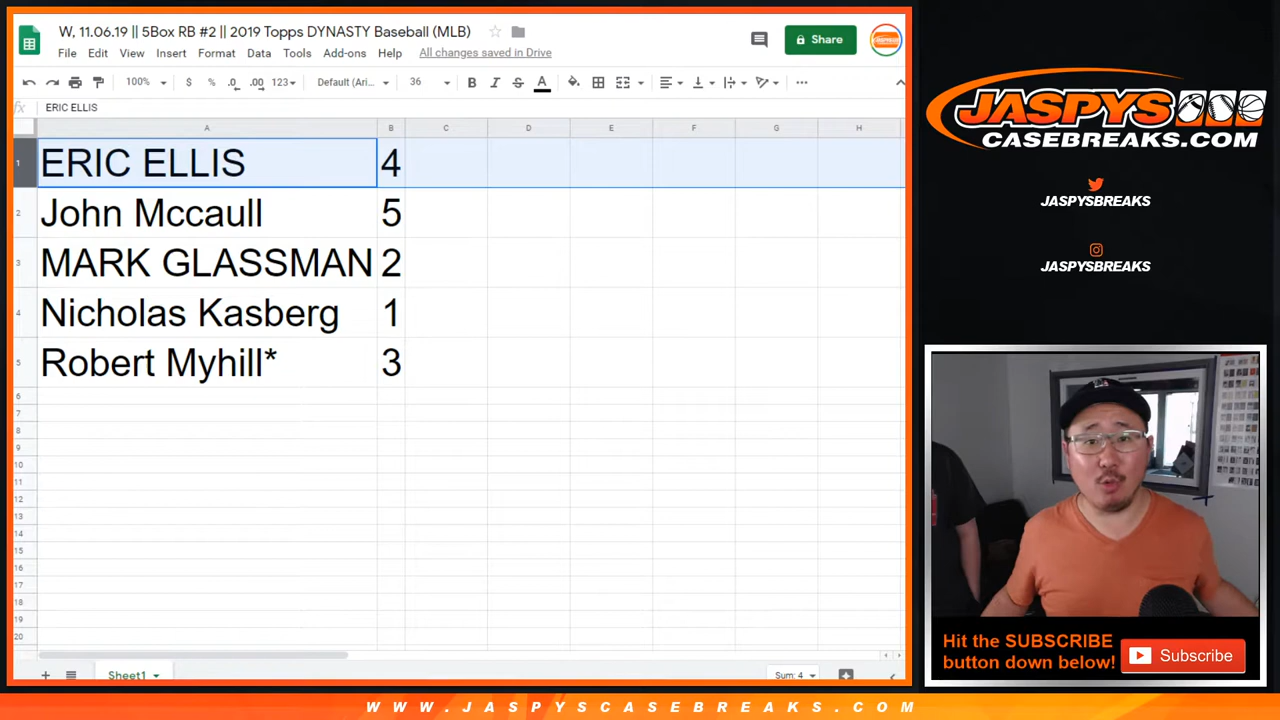 W, 11.06.19 || 5Box RB #2 || 2019 Topps DYNASTY Baseball (MLB)
File Edit View Insert Format Data Tools Add-ons Help All changes saved in Drive
Share
100% $ % .0 .00 123 Default (Ari... 36 B I S A
fx ERIC ELLIS
A B C D E F G H
1 ERIC ELLIS 4
2 John Mccaull 5
3 MARK GLASSMAN 2
4 Nicholas Kasberg 1
5 Robert Myhill* 3
6
7
8
9
10
11
12
13
14
15
16
17
18
19
20
Sheet1
Sum: 4
JASPYS
CASEBREAKS.COM
JASPYSBREAKS
JASPYSBREAKS
Hit the SUBSCRIBE
button down below!
Subscribe
WWW.JASPYSCASEBREAKS.COM